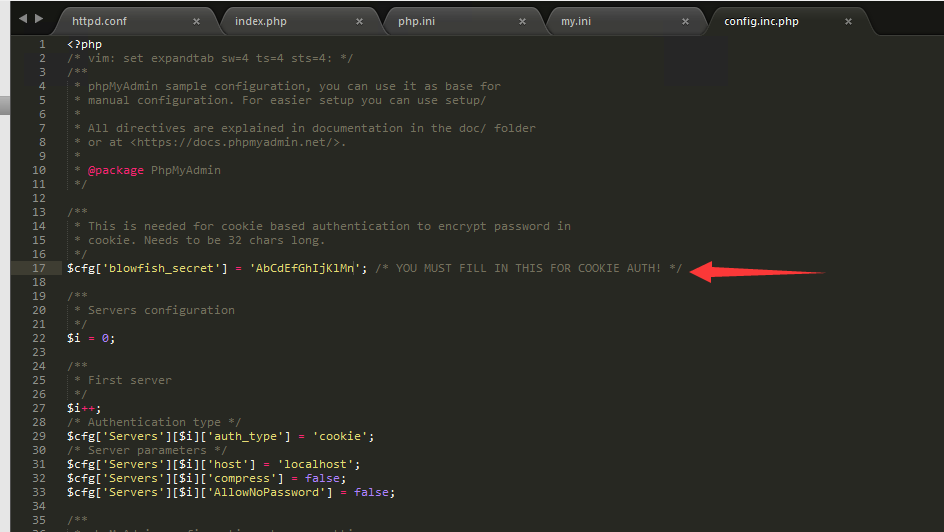 httpd.conf × index.php × php.ini × my.ini × config.inc.php ×
1 <?php
2 /* vim: set expandtab sw=4 ts=4 sts=4: */
3 /**
4  * phpMyAdmin sample configuration, you can use it as base for
5  * manual configuration. For easier setup you can use setup/
6  *
7  * All directives are explained in documentation in the doc/ folder
8  * or at <https://docs.phpmyadmin.net/>.
9  *
10  * @package PhpMyAdmin
11  */
12
13 /**
14  * This is needed for cookie based authentication to encrypt password in
15  * cookie. Needs to be 32 chars long.
16  */
17 $cfg['blowfish_secret'] = 'AbCdEfGhIjKlMn'; /* YOU MUST FILL IN THIS FOR COOKIE AUTH! */
18
19 /**
20  * Servers configuration
21  */
22 $i = 0;
23
24 /**
25  * First server
26  */
27 $i++;
28 /* Authentication type */
29 $cfg['Servers'][$i]['auth_type'] = 'cookie';
30 /* Server parameters */
31 $cfg['Servers'][$i]['host'] = 'localhost';
32 $cfg['Servers'][$i]['compress'] = false;
33 $cfg['Servers'][$i]['AllowNoPassword'] = false;
34
35 /**